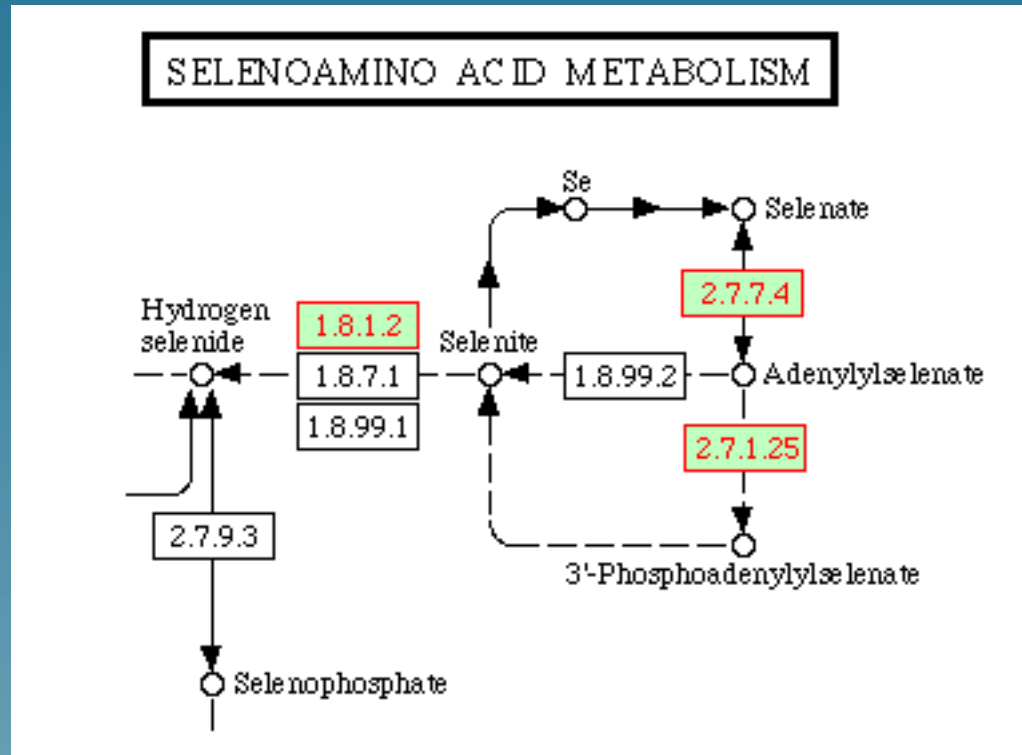 SELENOAMINO ACID METABOLISM
Se
Selenate
2.7.7.4
Hydrogen
selenide
1.8.1.2
1.8.7.1
1.8.99.1
Selenite
1.8.99.2
Adenylylselenate
2.7.1.25
2.7.9.3
3'-Phosphoadenylylselenate
Selenophosphate